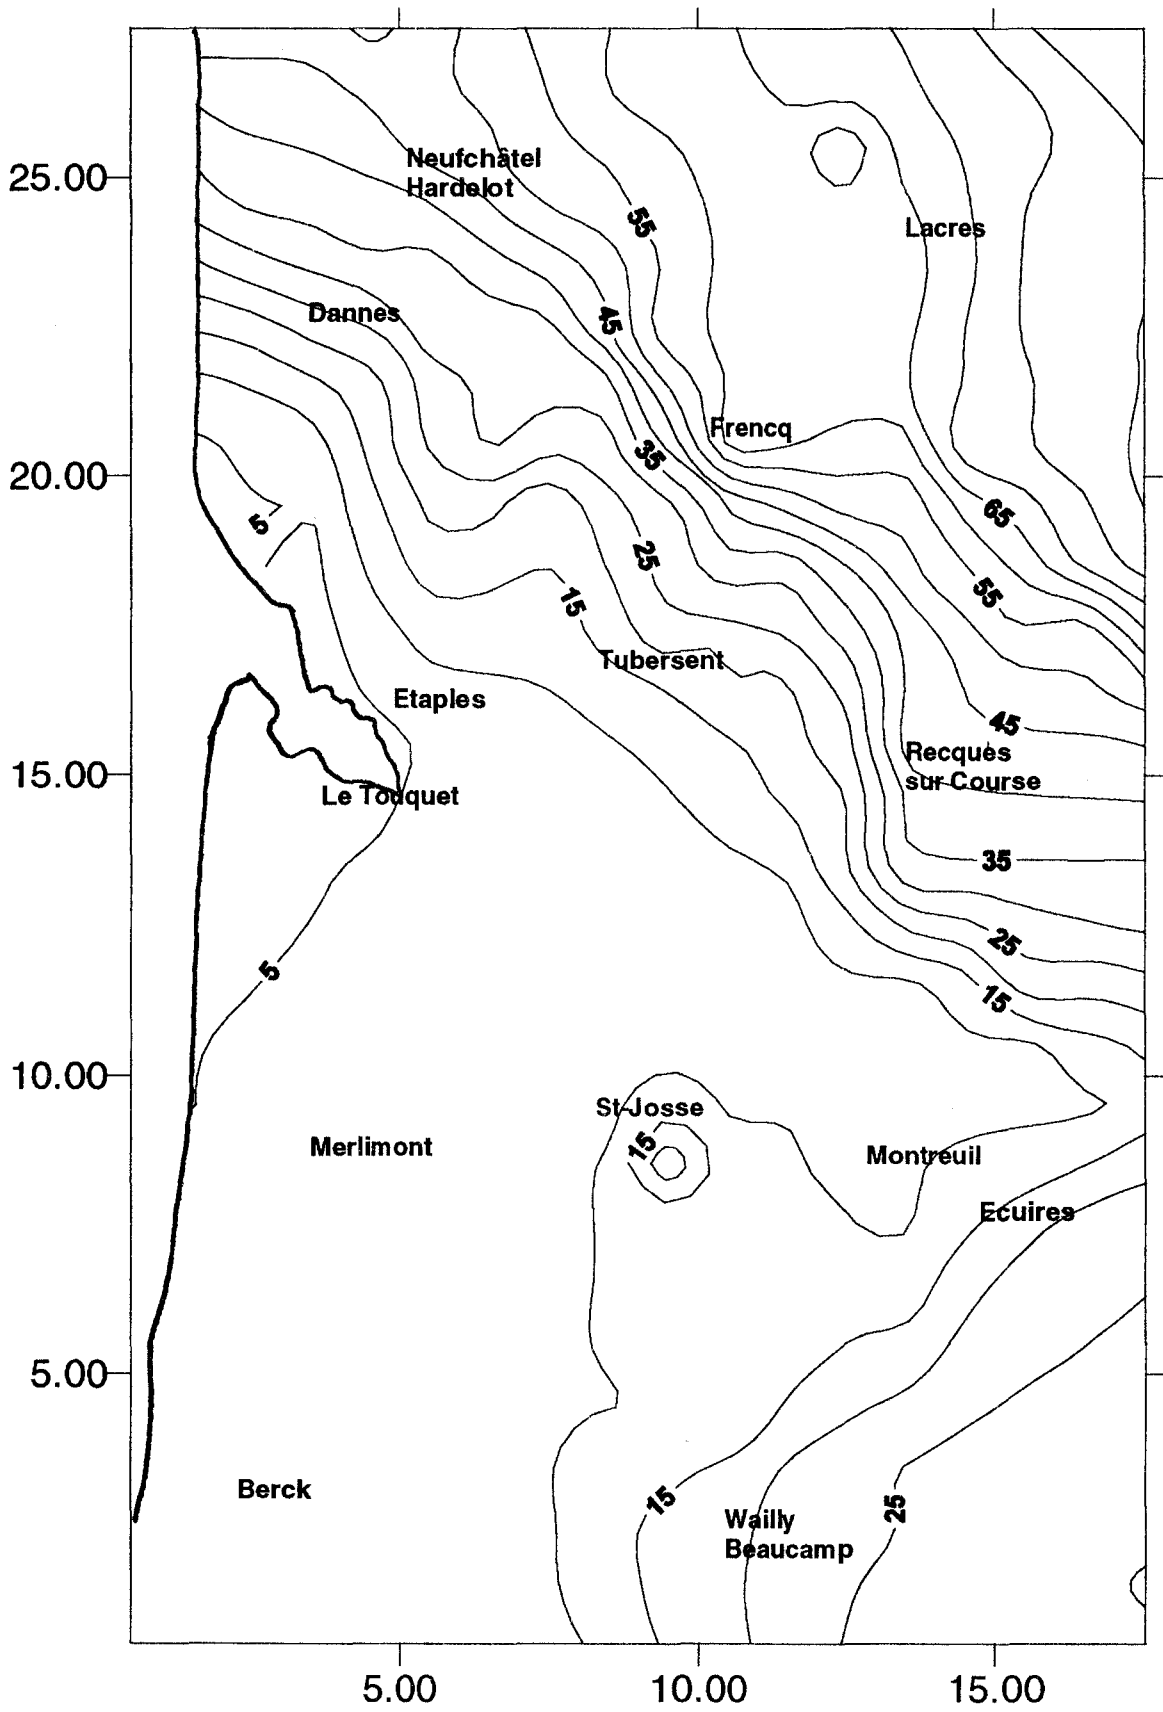 25.00
Neufchâtel
Hardelot
55
Lacres
Dannes
45
Frencq
35
20.00
65
5
25
55
15
Tubersent
Etaples
45
Recques
sur Course
15.00
Le Touquet
35
25
5
15
10.00
St-Josse
15
Merlimont
Montreuil
Ecuires
5.00
Berck
15
25
Wailly
Beaucamp
5.00
10.00
15.00